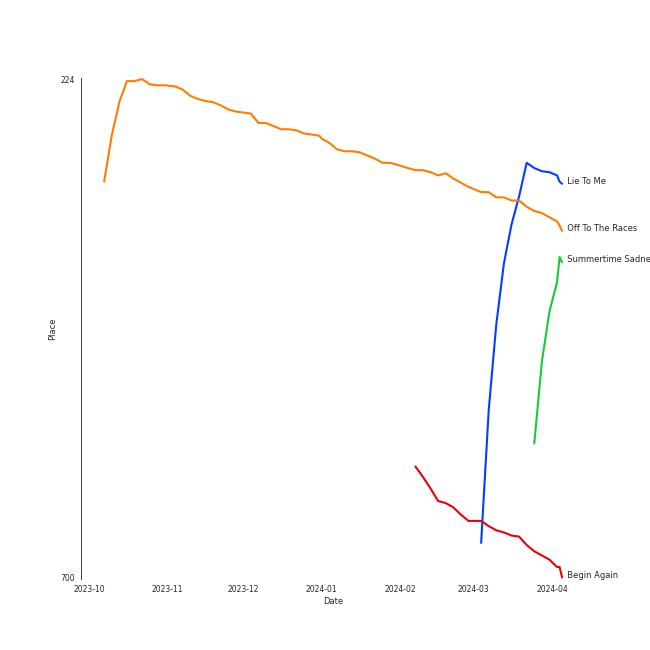 224
Lie To Me
Off To The Races
Summertime Sadne
Place
Begin Again
700
2023-10 2023-11 2023-12 2024-01 2024-02 2024-03 2024-04
Date